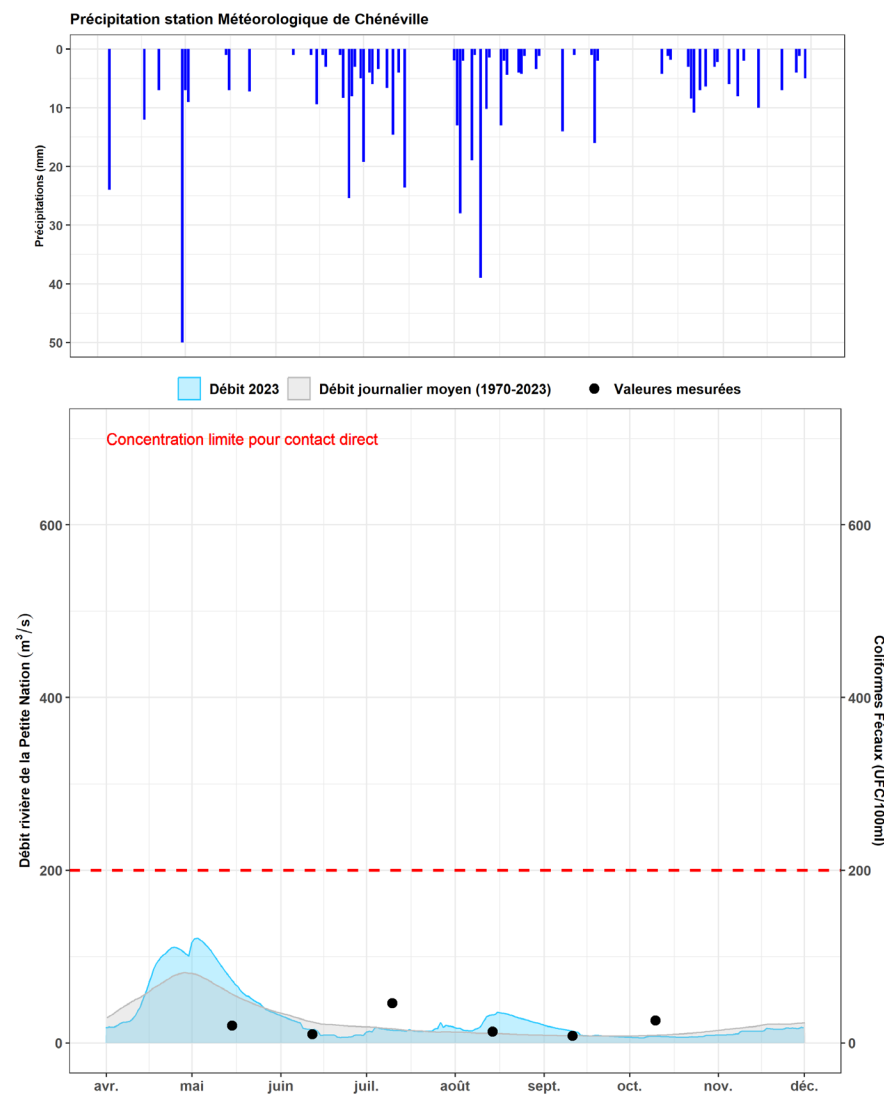 Précipitation station Météorologique de Chénéville
Précipitations (mm)
0
10
20
30
40
50
Débit 2023 Débit journalier moyen (1970-2023) Valeures mesurées
Concentration limite pour contact direct
Débit rivière de la Petite Nation (m³/s)
600
400
200
0
600
400
200
0
Coliformes Fécaux (UFC/100ml)
avr. mai juin juil. août sept. oct. nov. déc.